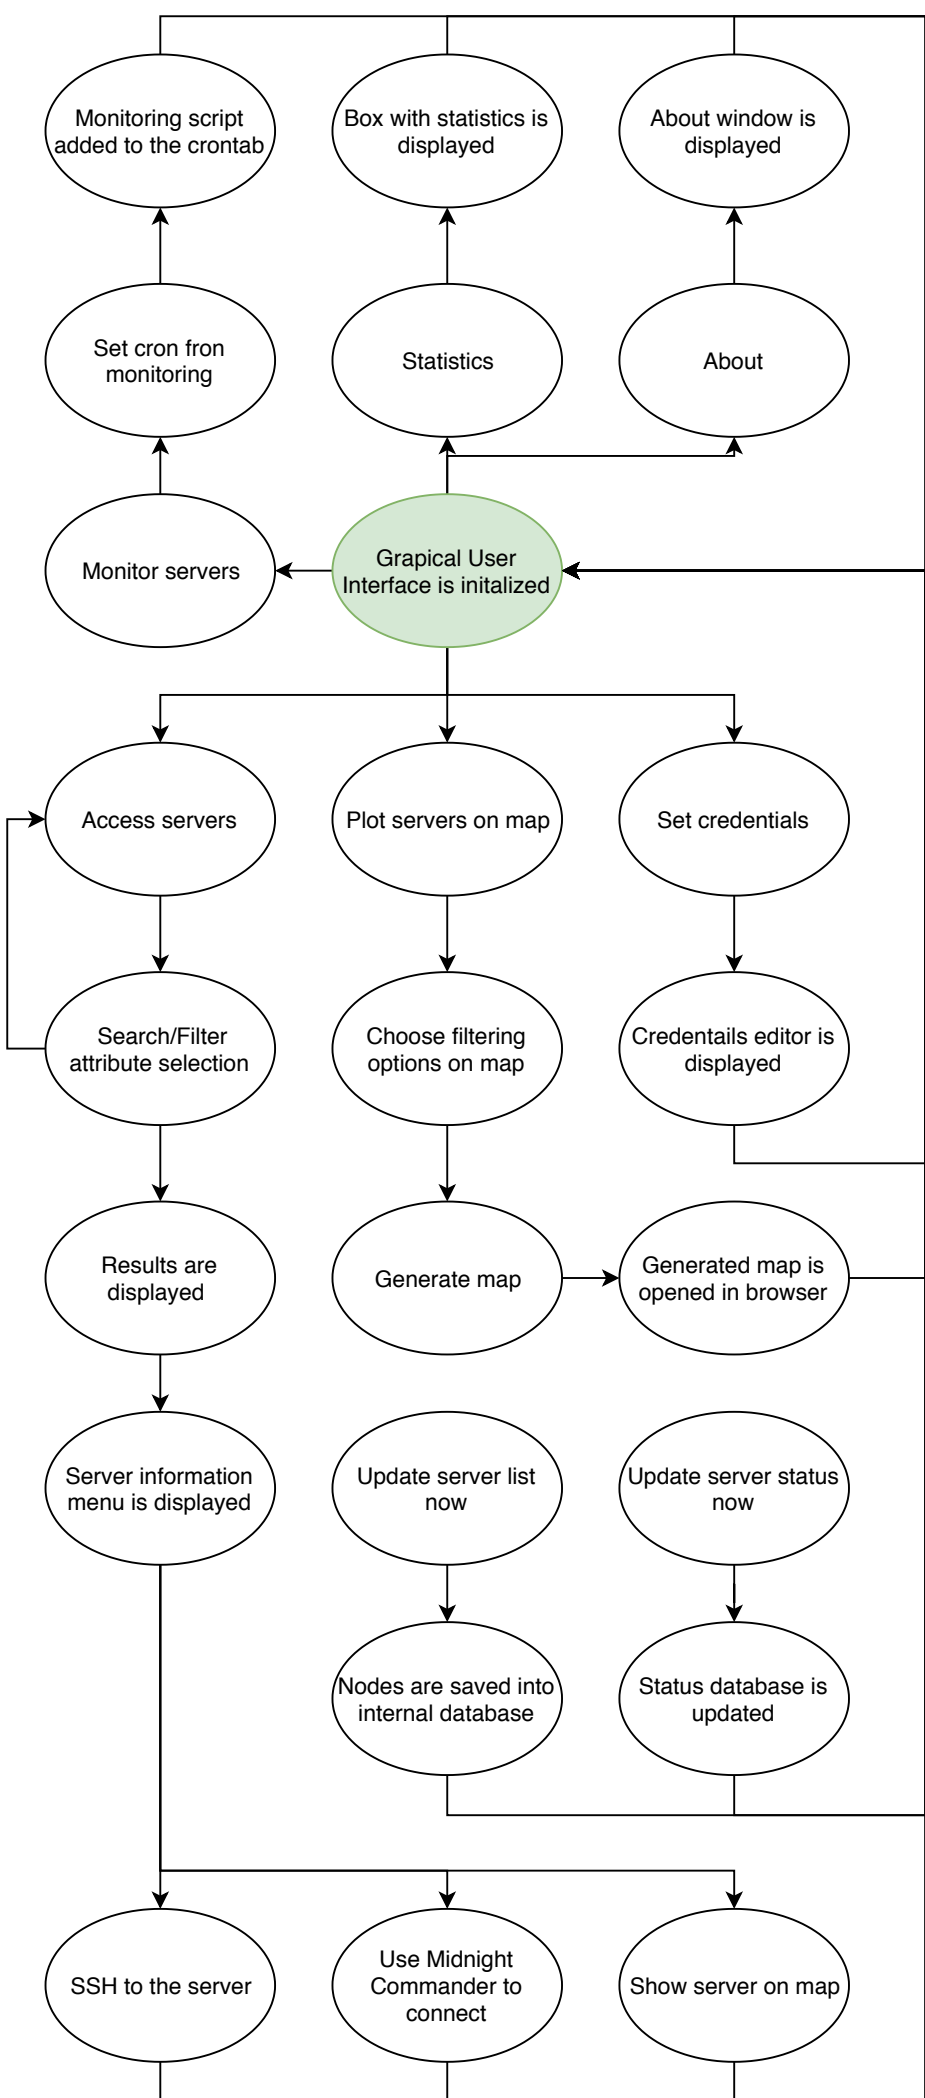 Monitoring script
added to the crontab
Box with statistics is
displayed
About window is
displayed
Set cron fron
monitoring
Statistics
About
Monitor servers
Grapical User
Interface is initalized
Access servers
Plot servers on map
Set credentials
Search/Filter
attribute selection
Choose filtering
options on map
Credentails editor is
displayed
Results are
displayed
Generate map
Generated map is
opened in browser
Server information
menu is displayed
Update server list
now
Update server status
now
Nodes are saved into
internal database
Status database is
updated
SSH to the server
Use Midnight
Commander to
connect
Show server on map